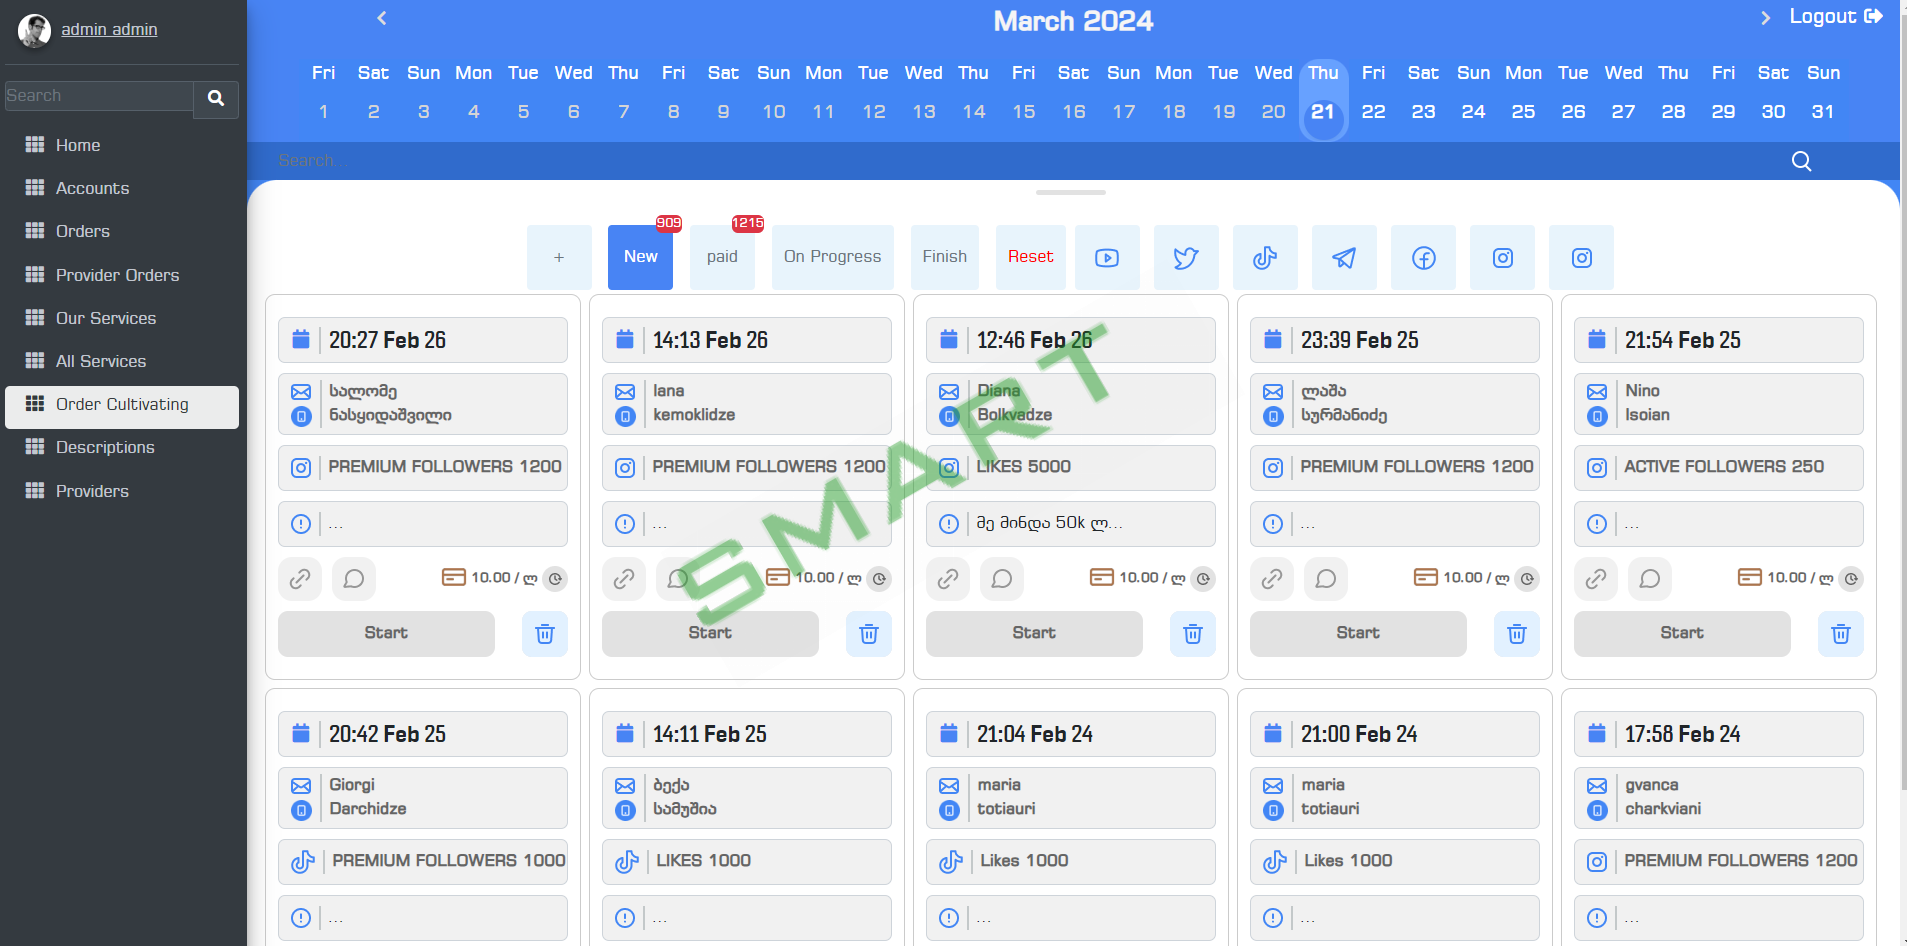 admin admin
Search
Home
Accounts
Orders
Provider Orders
Our Services
All Services
Order Cultivating
Descriptions
Providers
March 2024
Logout
Fri Sat Sun Mon Tue Wed Thu Fri Sat Sun Mon Tue Wed Thu Fri Sat Sun Mon Tue Wed Thu Fri Sat Sun Mon Tue Wed Thu Fri Sat Sun
1 2 3 4 5 6 7 8 9 10 11 12 13 14 15 16 17 18 19 20 21 22 23 24 25 26 27 28 29 30 31
Search...
+
New
909
paid
1215
On Progress
Finish
Reset
20:27 Feb 26
სალომე
ნასყიდაშვილი
PREMIUM FOLLOWERS 1200
...
10.00 / ლ
Start
14:13 Feb 26
lana
kemoklidze
PREMIUM FOLLOWERS 1200
...
10.00 / ლ
Start
12:46 Feb 26
Diana
Bolkvadze
LIKES 5000
მე მინდა 50k ლ...
10.00 / ლ
Start
23:39 Feb 25
ლაშა
სურმანიძე
PREMIUM FOLLOWERS 1200
...
10.00 / ლ
Start
21:54 Feb 25
Nino
Isoian
ACTIVE FOLLOWERS 250
...
10.00 / ლ
Start
SMART
20:42 Feb 25
Giorgi
Darchidze
PREMIUM FOLLOWERS 1000
...
14:11 Feb 25
ბექა
სამუშია
LIKES 1000
...
21:04 Feb 24
maria
totiauri
Likes 1000
...
21:00 Feb 24
maria
totiauri
Likes 1000
...
17:58 Feb 24
gvanca
charkviani
PREMIUM FOLLOWERS 1200
...